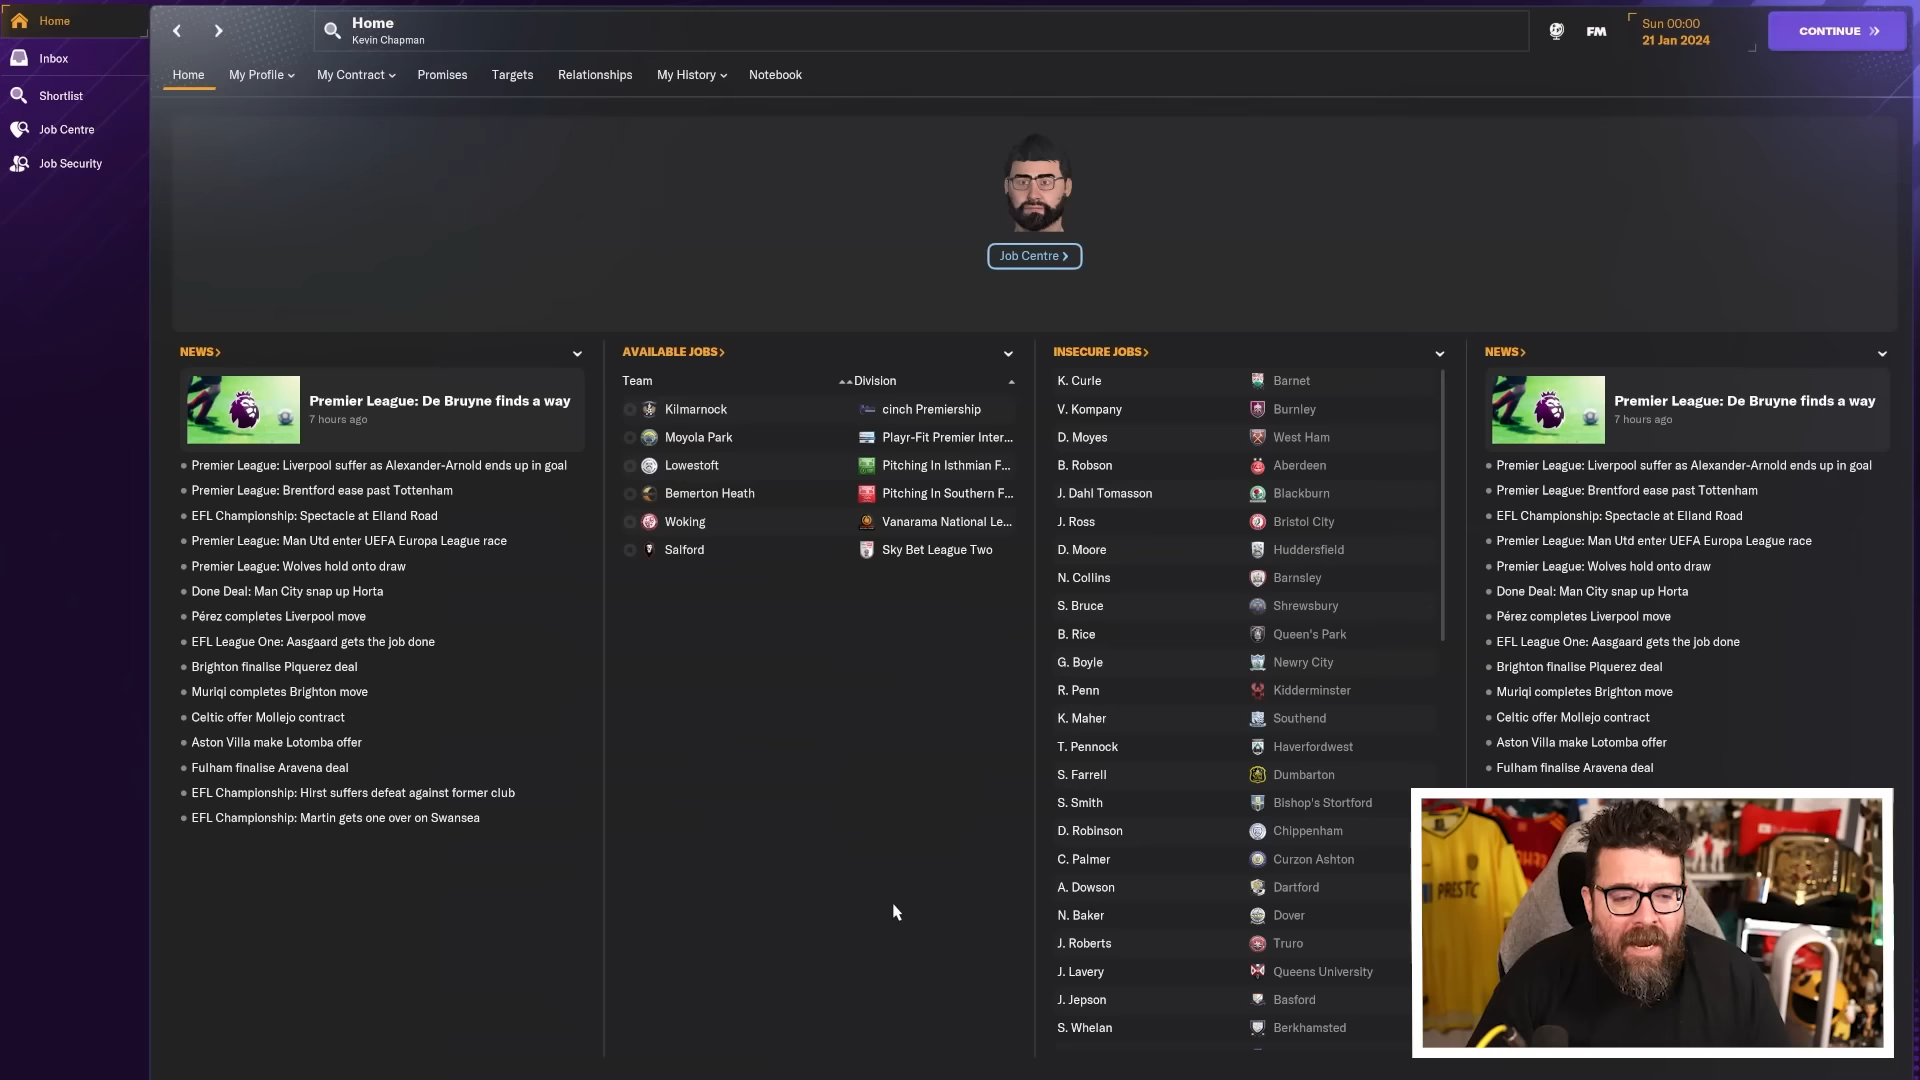 Home
Inbox
Shortlist
Job Centre
Job Security
Home
Kevin Chapman
FM
Sun 00:00
21 Jan 2024
CONTINUE
Home
My Profile
My Contract
Promises
Targets
Relationships
My History
Notebook
Job Centre
NEWS
Premier League: De Bruyne finds a way
7 hours ago
Premier League: Liverpool suffer as Alexander-Arnold ends up in goal
Premier League: Brentford ease past Tottenham
EFL Championship: Spectacle at Elland Road
Premier League: Man Utd enter UEFA Europa League race
Premier League: Wolves hold onto draw
Done Deal: Man City snap up Horta
Pérez completes Liverpool move
EFL League One: Aasgaard gets the job done
Brighton finalise Piquerez deal
Muriqi completes Brighton move
Celtic offer Mollejo contract
Aston Villa make Lotomba offer
Fulham finalise Aravena deal
EFL Championship: Hirst suffers defeat against former club
EFL Championship: Martin gets one over on Swansea
AVAILABLE JOBS
Team Division
Kilmarnock cinch Premiership
Moyola Park Playr-Fit Premier Inter...
Lowestoft Pitching In Isthmian F...
Bemerton Heath Pitching In Southern F...
Woking Vanarama National Le...
Salford Sky Bet League Two
INSECURE JOBS
K. Curle Barnet
V. Kompany Burnley
D. Moyes West Ham
B. Robson Aberdeen
J. Dahl Tomasson Blackburn
J. Ross Bristol City
D. Moore Huddersfield
N. Collins Barnsley
S. Bruce Shrewsbury
B. Rice Queen's Park
G. Boyle Newry City
R. Penn Kidderminster
K. Maher Southend
T. Pennock Haverfordwest
S. Farrell Dumbarton
S. Smith Bishop's Stortford
D. Robinson Chippenham
C. Palmer Curzon Ashton
A. Dowson Dartford
N. Baker Dover
J. Roberts Truro
J. Lavery Queens University
J. Jepson Basford
S. Whelan Berkhamsted
NEWS
Premier League: De Bruyne finds a way
7 hours ago
Premier League: Liverpool suffer as Alexander-Arnold ends up in goal
Premier League: Brentford ease past Tottenham
EFL Championship: Spectacle at Elland Road
Premier League: Man Utd enter UEFA Europa League race
Premier League: Wolves hold onto draw
Done Deal: Man City snap up Horta
Pérez completes Liverpool move
EFL League One: Aasgaard gets the job done
Brighton finalise Piquerez deal
Muriqi completes Brighton move
Celtic offer Mollejo contract
Aston Villa make Lotomba offer
Fulham finalise Aravena deal